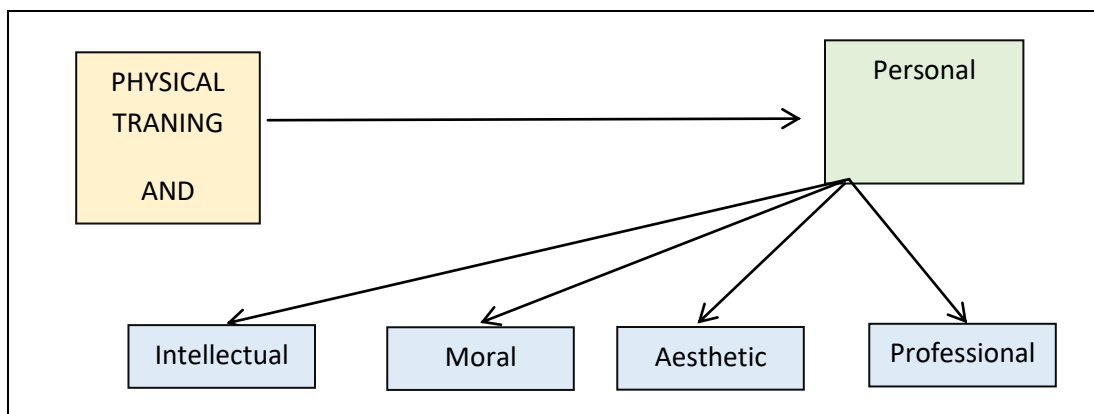 PHYSICAL
TRANING
AND
Personal
Intellectual
Moral
Aesthetic
Professional